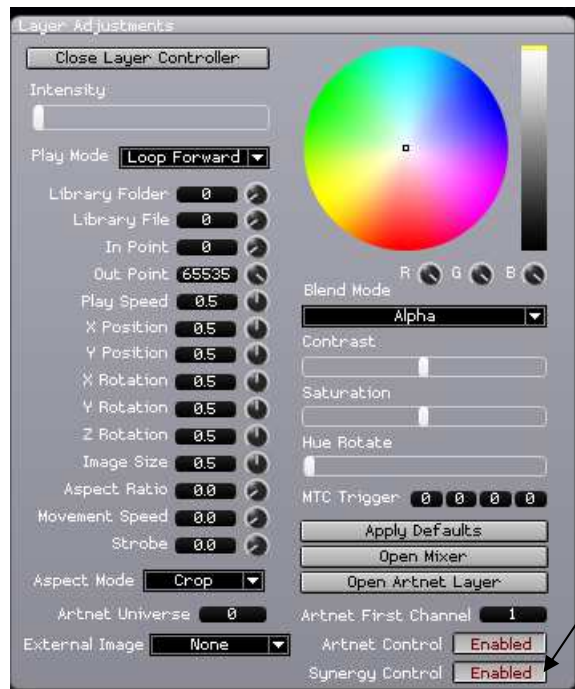 Layer Adjustments
Close Layer Controller
Intensity
Play Mode Loop Forward
Library Folder 0
Library File 0
In Point 0
Out Point 65535
Play Speed 0.5
X Position 0.5
Y Position 0.5
X Rotation 0.5
Y Rotation 0.5
Z Rotation 0.5
Image Size 0.5
Aspect Ratio 0.0
Movement Speed 0.0
Strobe 0.0
Aspect Mode Crop
Artnet Universe 0
External Image None
R G B
Blend Mode
Alpha
Contrast
Saturation
Hue Rotate
MTC Trigger 0 0 0 0
Apply Defaults
Open Mixer
Open Artnet Layer
Artnet First Channel 1
Artnet Control Enabled
Synergy Control Enabled